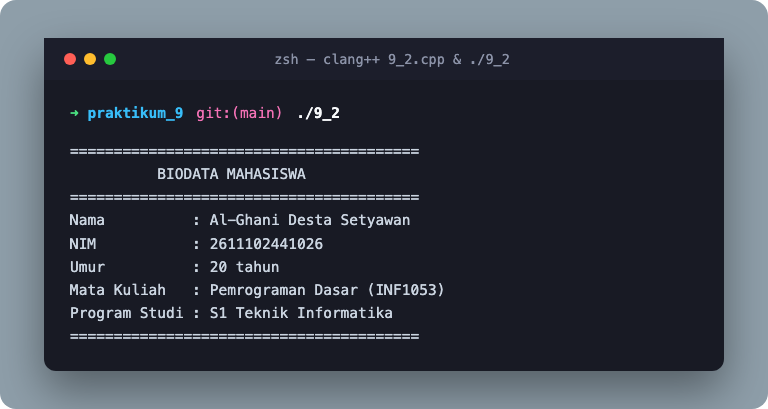 zsh — clang++ 9_2.cpp & ./9_2
➜ praktikum_9 git:(main) ./9_2
========================================
BIODATA MAHASISWA
========================================
Nama          : Al-Ghani Desta Setyawan
NIM           : 2611102441026
Umur          : 20 tahun
Mata Kuliah   : Pemrograman Dasar (INF1053)
Program Studi : S1 Teknik Informatika
========================================